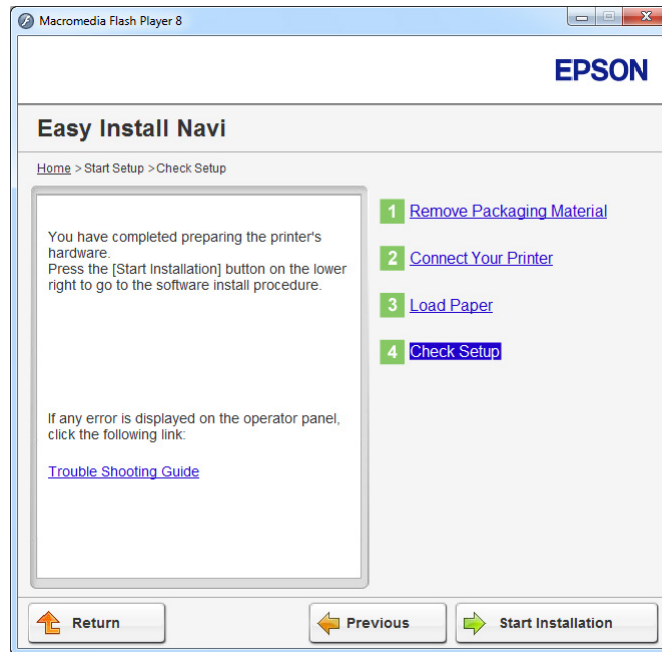 Macromedia Flash Player 8
EPSON
Easy Install Navi
Home > Start Setup >Check Setup
You have completed preparing the printer's
hardware.
Press the [Start Installation] button on the lower
right to go to the software install procedure.
If any error is displayed on the operator panel,
click the following link:
Trouble Shooting Guide
1 Remove Packaging Material
2 Connect Your Printer
3 Load Paper
4 Check Setup
Return
Previous
Start Installation